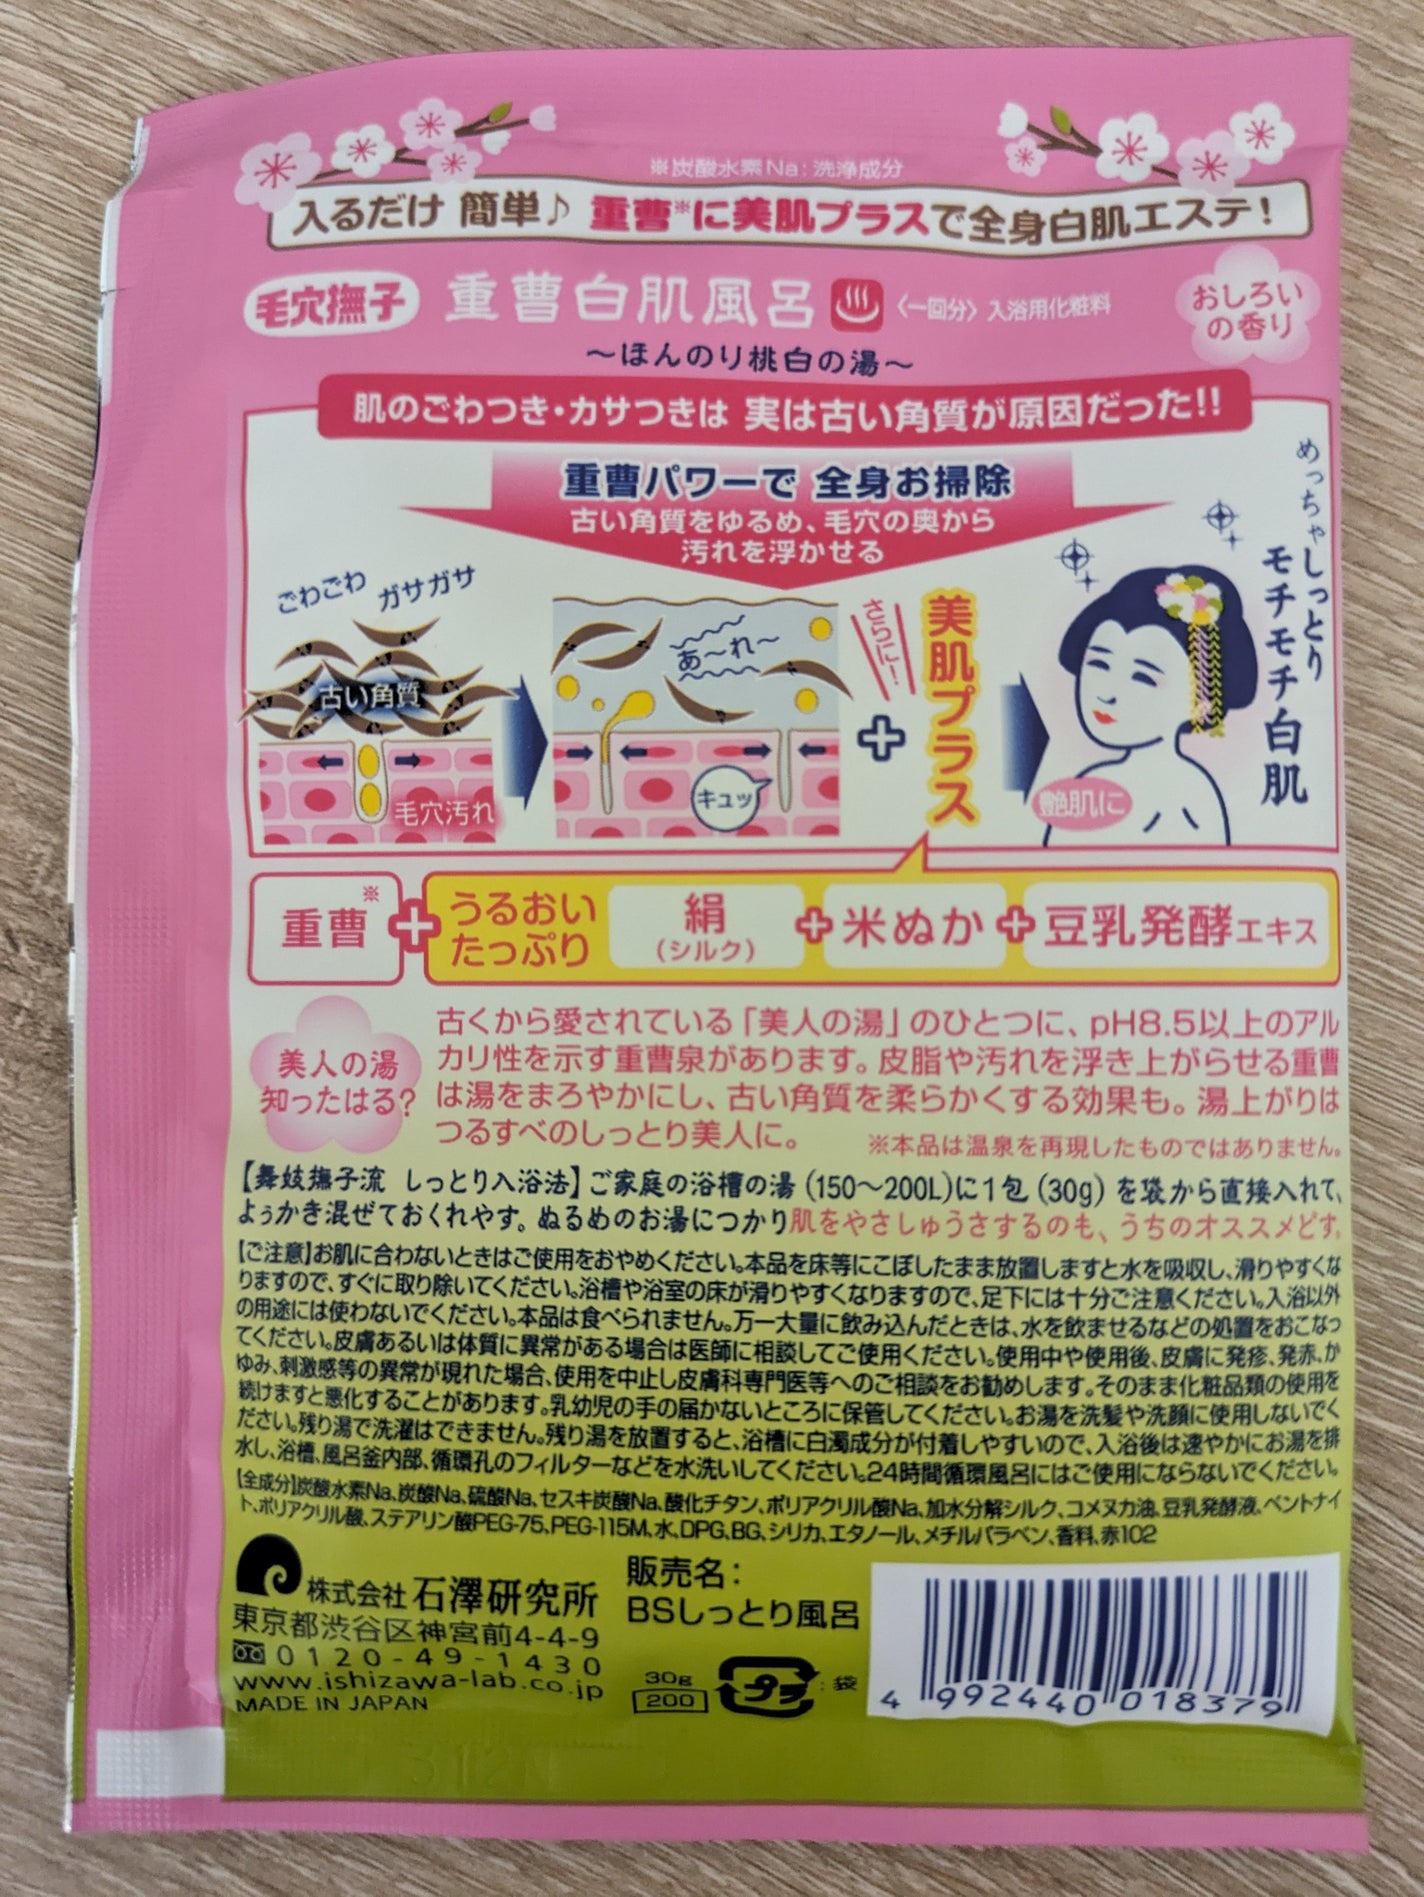 ※炭酸水素Na：洗浄成分
入るだけ 簡単♪ 重曹※に美肌プラスで全身白肌エステ！
毛穴撫子 重曹白肌風呂 〈一回分〉入浴用化粧料
おしろい
の香り
～ほんのり桃白の湯～
肌のごわつき・カサつきは 実は古い角質が原因だった!!
重曹パワーで 全身お掃除
古い角質をゆるめ、毛穴の奥から
汚れを浮かせる
ごわごわ ガサガサ
古い角質
毛穴汚れ
あ～れ～
キュッ
さらに!
+
美肌プラス
めっちゃしっとり
モチモチ白肌
艶肌に
重曹※ + うるおい
たっぷり
絹
(シルク)
+ 米ぬか + 豆乳発酵エキス
美人の湯
知ったはる?
古くから愛されている「美人の湯」のひとつに、pH8.5以上のアル
カリ性を示す重曹泉があります。皮脂や汚れを浮き上がらせる重曹
は湯をまろやかにし、古い角質を柔らかくする効果も。湯上がりは
つるすべのしっとり美人に。 ※本品は温泉を再現したものではありません。
【舞妓撫子流 しっとり入浴法】ご家庭の浴槽の湯（150～200L）に1包（30g）を袋から直接入れて、
よぅかき混ぜておくれやす。ぬるめのお湯につかり肌をやさしゅうさするのも、うちのオススメどす。
【ご注意】お肌に合わないときはご使用をおやめください。本品を床等にこぼしたまま放置しますと水を吸収し、滑りやすくな
りますので、すぐに取り除いてください。浴槽や浴室の床が滑りやすくなりますので、足下には十分ご注意ください。入浴以外
の用途には使わないでください。本品は食べられません。万一大量に飲み込んだときは、水を飲ませるなどの処置をおこなっ
てください。皮膚あるいは体質に異常がある場合は医師に相談してご使用ください。使用中や使用後、皮膚に発疹、発赤、か
ゆみ、刺激感等の異常が現れた場合、使用を中止し皮膚科専門医等へのご相談をお勧めします。そのまま化粧品類の使用を
続けますと悪化することがあります。乳幼児の手の届かないところに保管してください。お湯を洗髪や洗顔に使用しないでく
ださい。残り湯で洗濯はできません。残り湯を放置すると、浴槽に白濁成分が付着しやすいので、入浴後は速やかにお湯を排
水し、浴槽、風呂釜内部、循環孔のフィルターなどを水洗いしてください。24時間循環風呂にはご使用にならないでください。
【全成分】炭酸水素Na、炭酸Na、硫酸Na、セスキ炭酸Na、酸化チタン、ポリアクリル酸Na、加水分解シルク、コメヌカ油、豆乳発酵液、ベントナイ
ト、ポリアクリル酸、ステアリン酸PEG-75、PEG-115M、水、DPG、BG、シリカ、エタノール、メチルパラベン、香料、赤102
株式会社 石澤研究所
東京都渋谷区神宮前4-4-9
0120-49-1430
www.ishizawa-lab.co.jp
MADE IN JAPAN
販売名：
BSしっとり風呂
30g
200
プラ
：袋
4 992440 018379